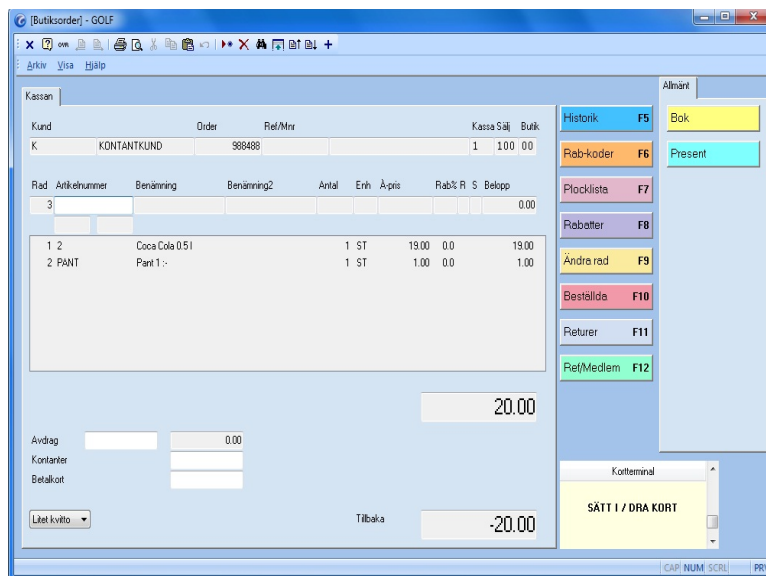 [Butiksorder] - GOLF
OVR
Arkiv Visa Hjälp
Kassan
Kund Order Ref/Mnr Kassa Sälj Butik
K KONTANTKUND 988488 1 100 00
Rad Artikelnummer Benämning Benämning2 Antal Enh À-pris Rab% R S Belopp
3 0.00
1 2 Coca Cola 0.5 l 1 ST 19.00 0.0 19.00
2 PANT Pant 1 :- 1 ST 1.00 0.0 1.00
20.00
Avdrag 0.00
Kontanter
Betalkort
Litet kvitto Tillbaka -20.00
Historik F5
Rab-koder F6
Plocklista F7
Rabatter F8
Ändra rad F9
Beställda F10
Returer F11
Ref/Medlem F12
Allmänt
Bok
Present
Kortterminal
SÄTT I / DRA KORT
CAP NUM SCRL PRV